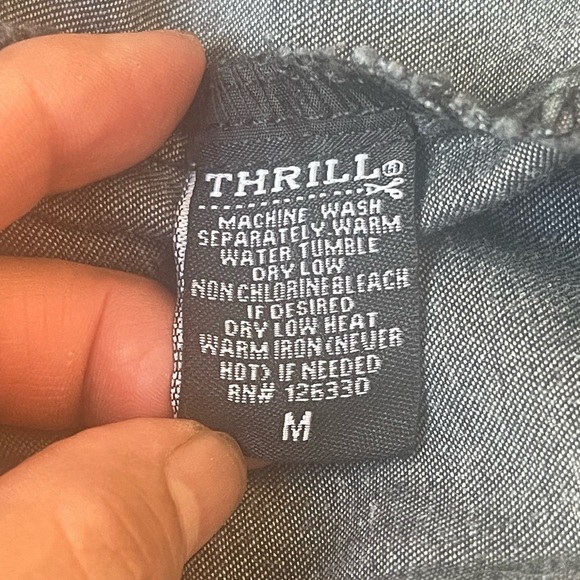 THRILL®
MACHINE WASH
SEPARATELY.WARM
WATER TUMBLE
DRY LOW
NON CHLORINE BLEACH
IF DESIRED
DRY LOW HEAT
WARM IRON (NEVER
HOT) IF NEEDED
RN# 126330
M